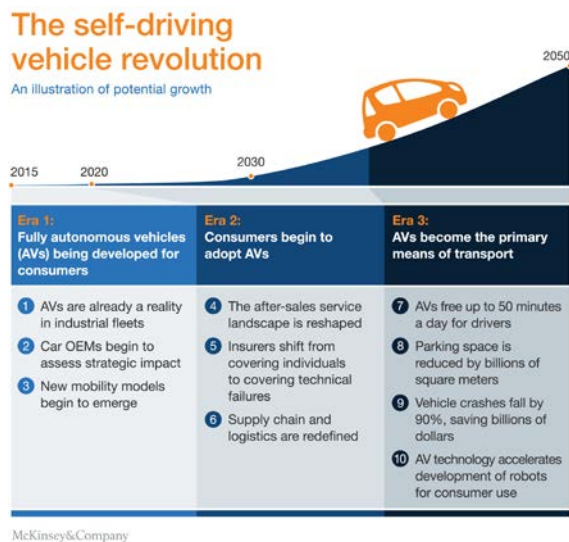 The self-driving
vehicle revolution
An illustration of potential growth
2050
2030
2015
2020
Era 1:
Fully autonomous vehicles
(AVs) being developed for
consumers
1 AVs are already a reality
in industrial fleets
2 Car OEMs begin to
assess strategic impact
3 New mobility models
begin to emerge
Era 2:
Consumers begin to
adopt AVs
4 The after-sales service
landscape is reshaped
5 Insurers shift from
covering individuals
to covering technical
failures
6 Supply chain and
logistics are redefined
Era 3:
AVs become the primary
means of transport
7 AVs free up to 50 minutes
a day for drivers
8 Parking space is
reduced by billions of
square meters
9 Vehicle crashes fall by
90%, saving billions of
dollars
10 AV technology accelerates
development of robots
for consumer use
McKinsey&Company